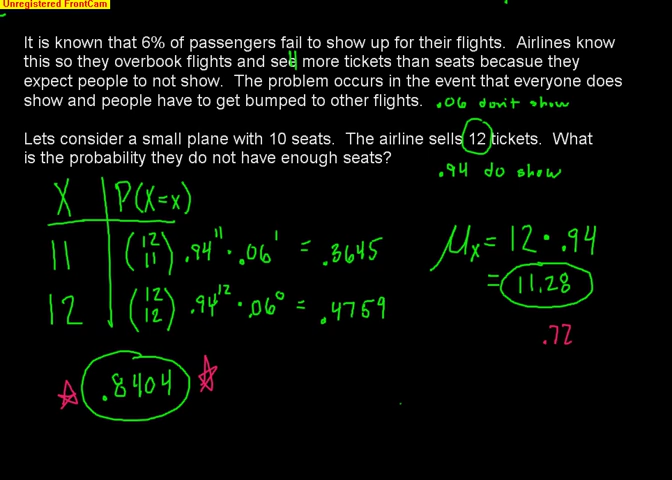 Unregistered FrontCam
It is known that 6% of passengers fail to show up for their flights. Airlines know
this so they overbook flights and sell more tickets than seats becasue they
expect people to not show. The problem occurs in the event that everyone does
show and people have to get bumped to other flights. .06 don't show
Lets consider a small plane with 10 seats. The airline sells 12 tickets. What
is the probability they do not have enough seats?
.94 do show
X P(X=x)
11 (12 11) .94^11 · .06^1 = .3645
12 (12 12) .94^12 · .06^0 = .4759
.8404
μx = 12 · .94
= 11.28
.72